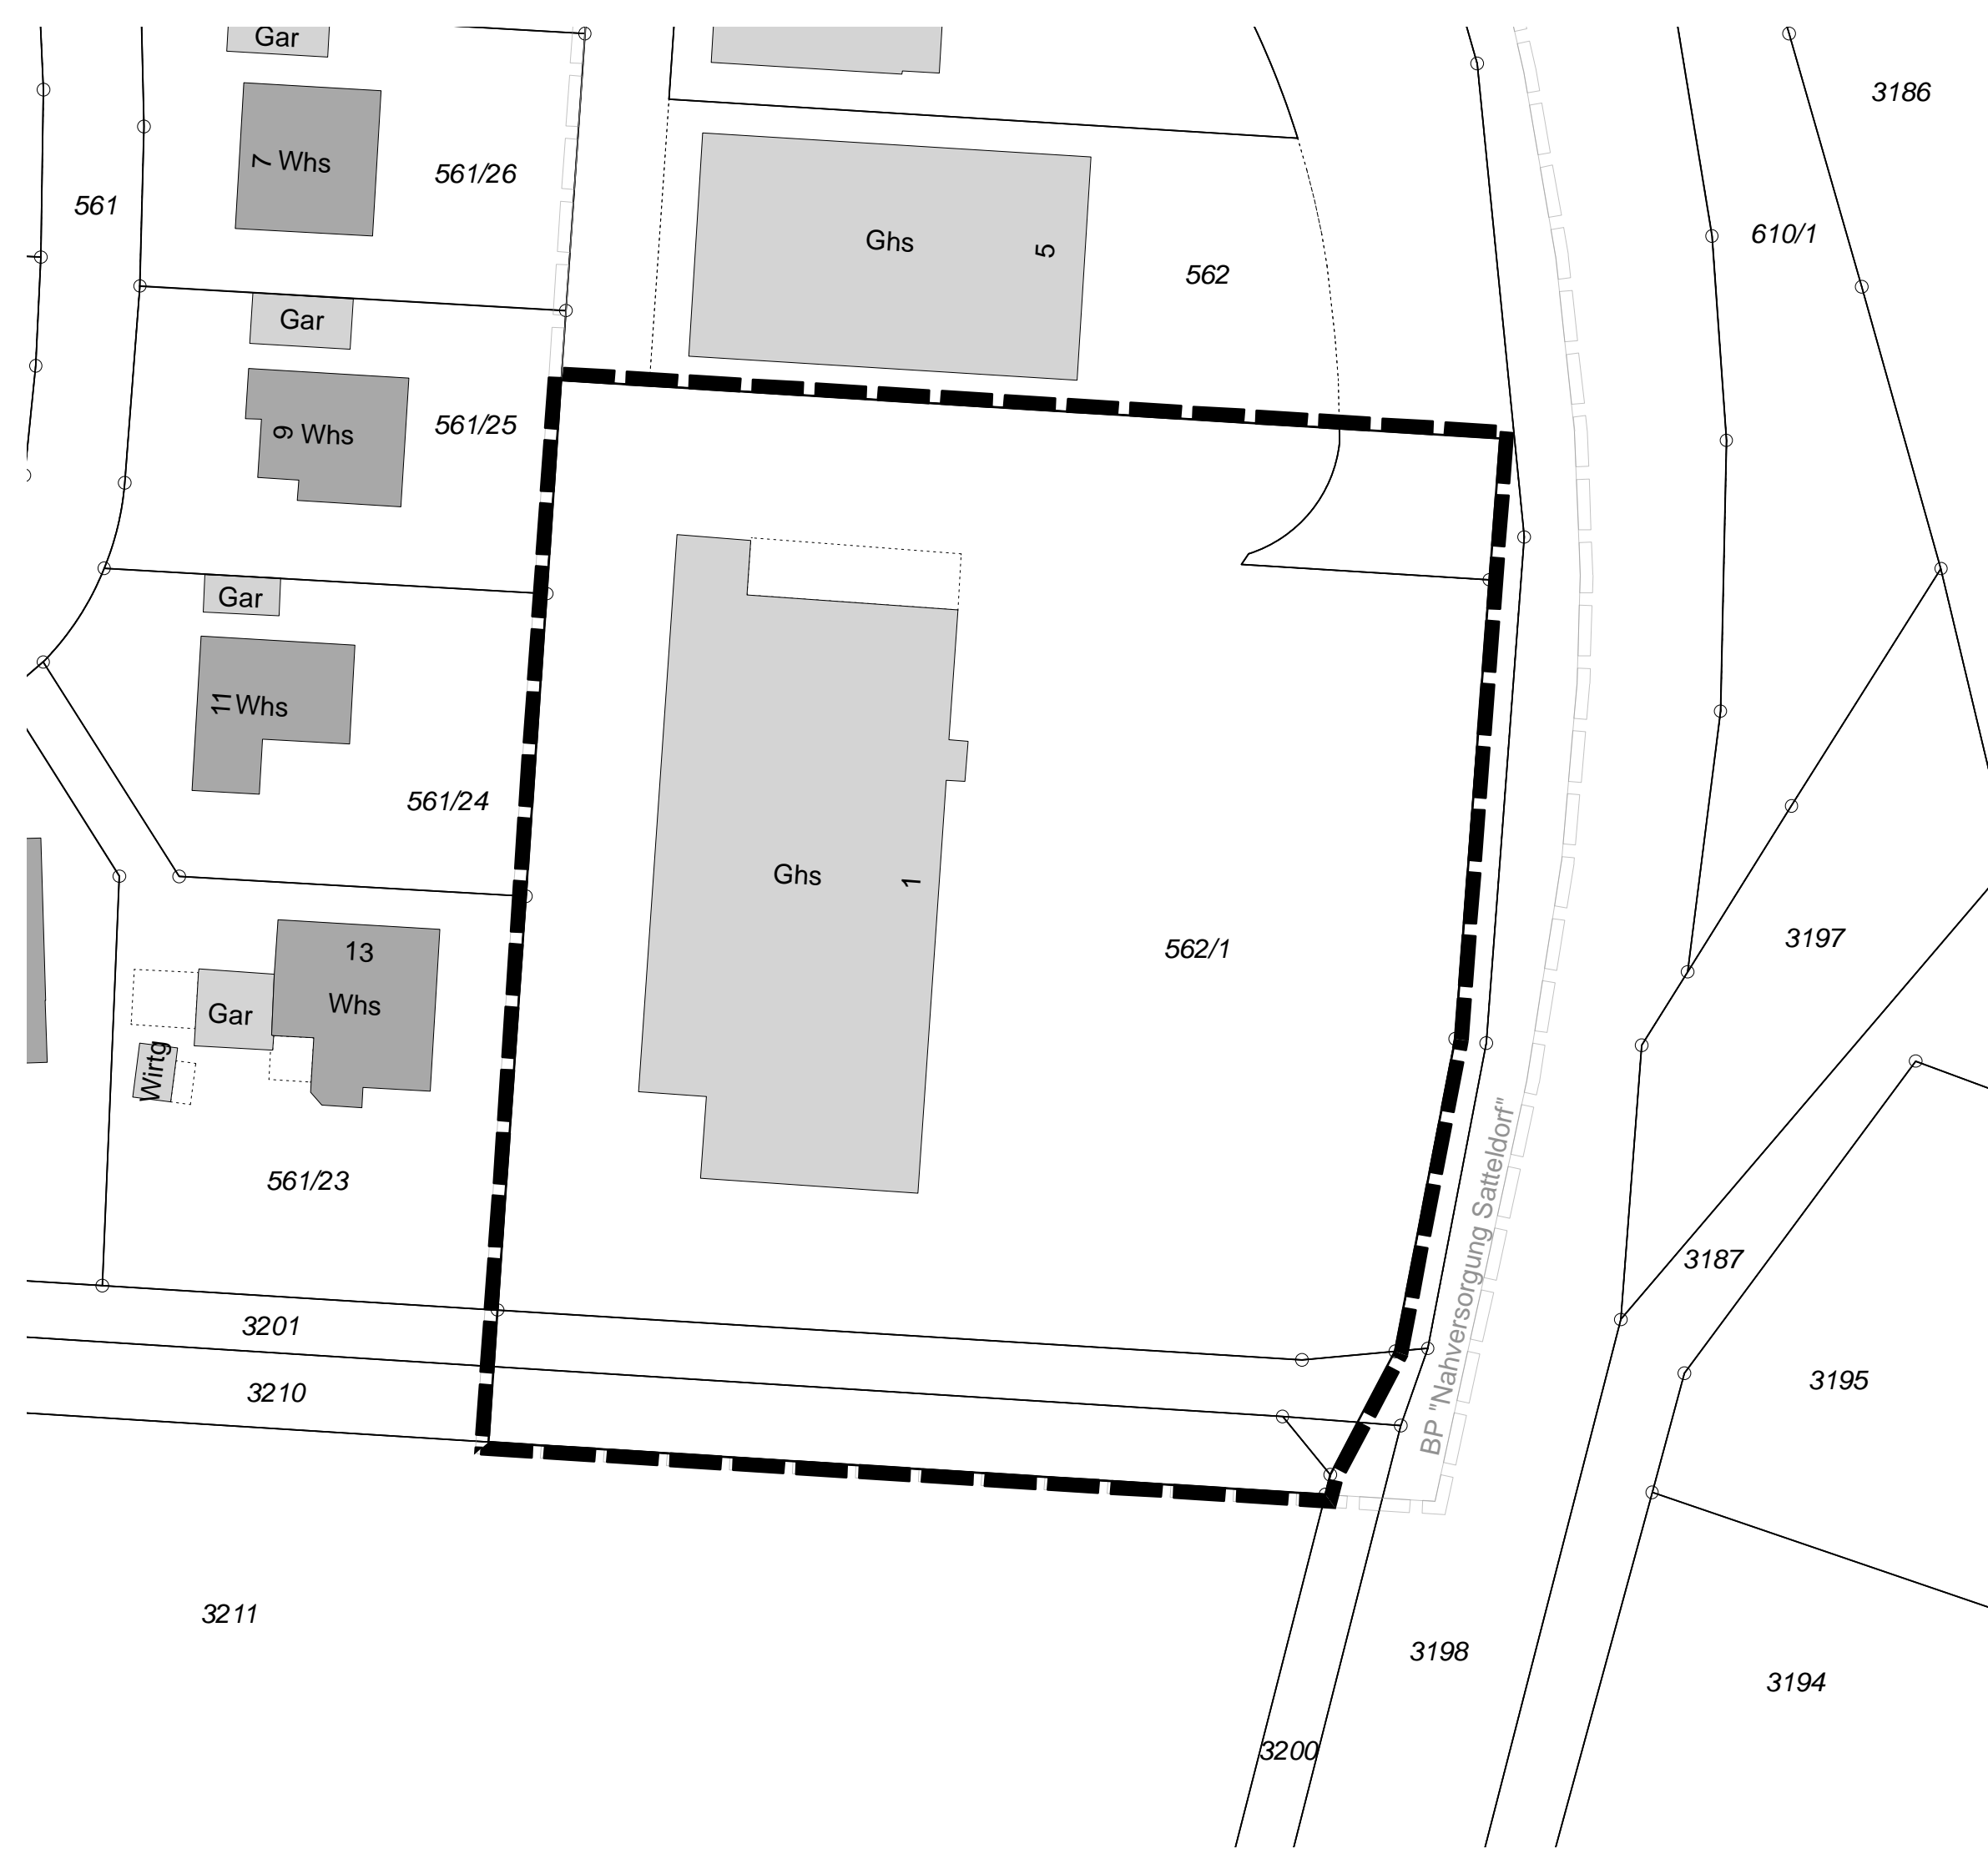 Gar
3186
7 Whs
561/26
561
Ghs
5
610/1
562
Gar
9 Whs
561/25
Gar
11 Whs
561/24
Ghs
1
3197
562/1
13
Whs
Gar
Wirtg
561/23
BP "Nahversorgung Satteldorf"
3187
3201
3195
3210
3211
3198
3194
3200